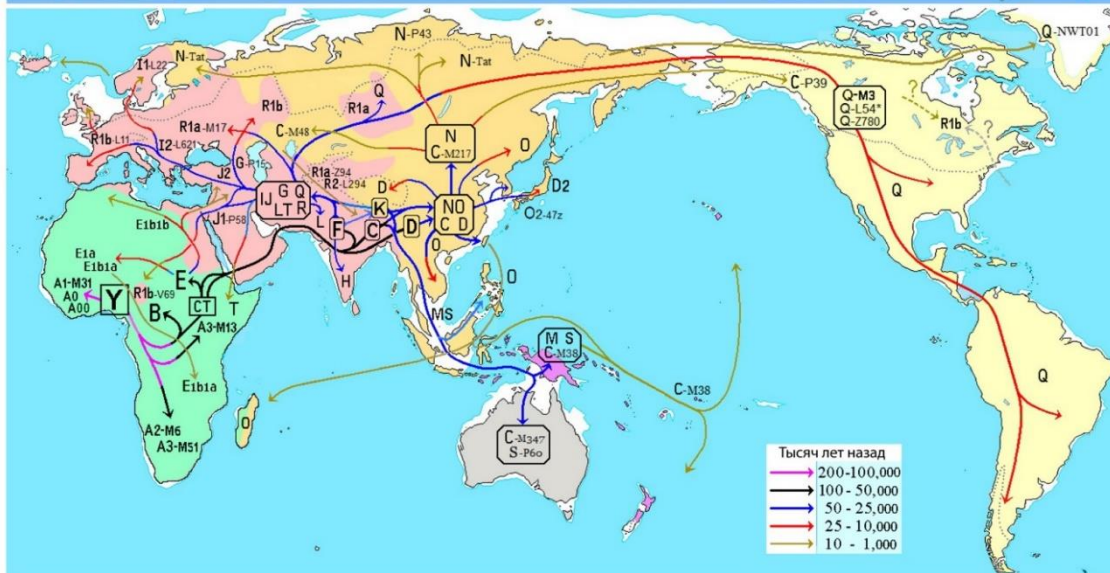 N-P43
Q-NWT01
I1-L22
N-Tat
N-Tat
Q
C-P39
Q-M3
Q-L54*
Q-Z780
?
R1b
?
R1b
R1a
R1b-L11
R1a-M17
I2-L621
C-M48
N
C-M217
O
G-P15
J2
R1a-Z94
R2-L294
D
D2
IJ G Q
LT R
L
F
K
C
D
NO
C D
O2-47z
Q
E1b1b
J1-P58
O
H
E1a
E1b1a
E
A1-M31
A0
A00
Y
R1b-V69
B
CT
T
A3-M13
MS
O
M S
C-M38
E1b1a
C-M38
Q
A2-M6
A3-M51
O
C-M347
S-P60
Тысяч лет назад
200-100,000
100 - 50,000
50 - 25,000
25 - 10,000
10 - 1,000